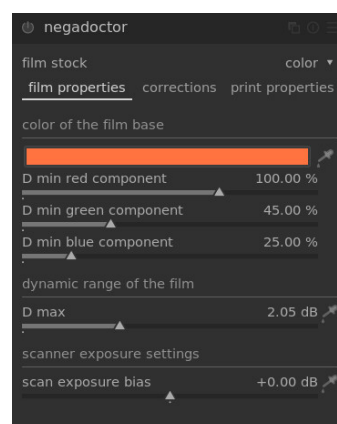 negadoctor
film stock color
film properties corrections print properties
color of the film base
D min red component 100.00 %
D min green component 45.00 %
D min blue component 25.00 %
dynamic range of the film
D max 2.05 dB
scanner exposure settings
scan exposure bias +0.00 dB